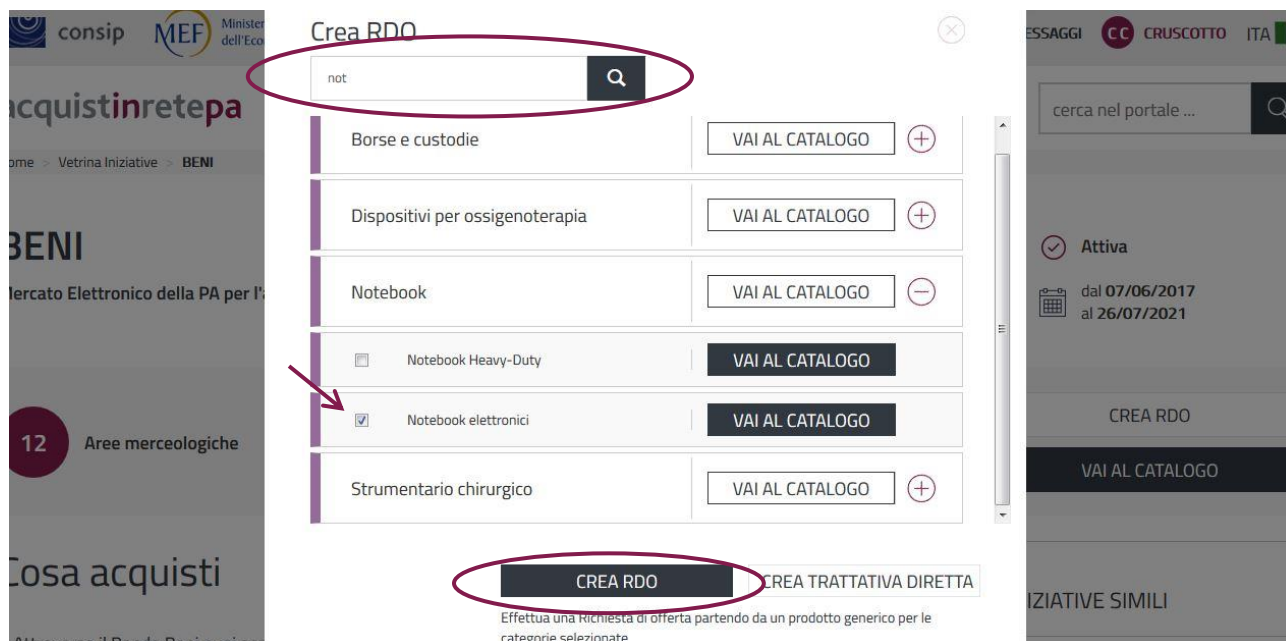 consip
MEF
Minister
dell'Eco
Crea RDO
ESSAGGI
CC
CRUSCOTTO
ITA
not
acquistinretepa
cerca nel portale ...
ome > Vetrina Iniziative > BENI
Borse e custodie
VAI AL CATALOGO
Dispositivi per ossigenoterapia
VAI AL CATALOGO
BENI
Attiva
Mercato Elettronico della PA per l'a
Notebook
VAI AL CATALOGO
dal 07/06/2017
al 26/07/2021
Notebook Heavy-Duty
VAI AL CATALOGO
Notebook elettronici
VAI AL CATALOGO
12
Aree merceologiche
CREA RDO
VAI AL CATALOGO
Strumentario chirurgico
VAI AL CATALOGO
Cosa acquisti
CREA RDO
CREA TRATTATIVA DIRETTA
IZIATIVE SIMILI
Effettua una Richiesta di offerta partendo da un prodotto generico per le
categorie selezionate